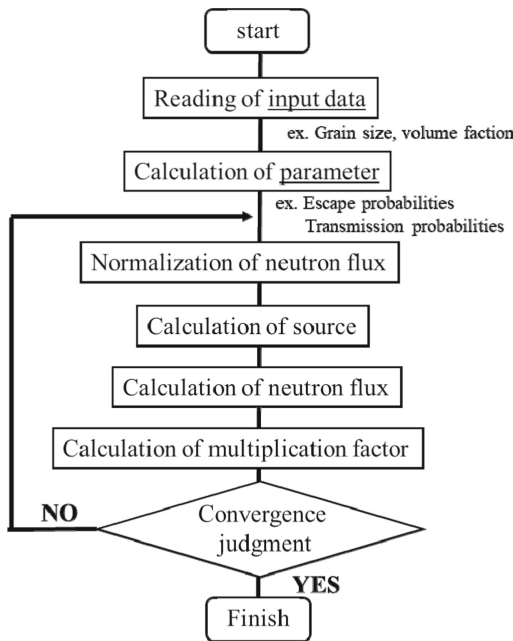 start
Reading of input data
ex. Grain size, volume faction
Calculation of parameter
ex. Escape probabilities
Transmission probabilities
Normalization of neutron flux
Calculation of source
Calculation of neutron flux
Calculation of multiplication factor
NO
Convergence
judgment
YES
Finish